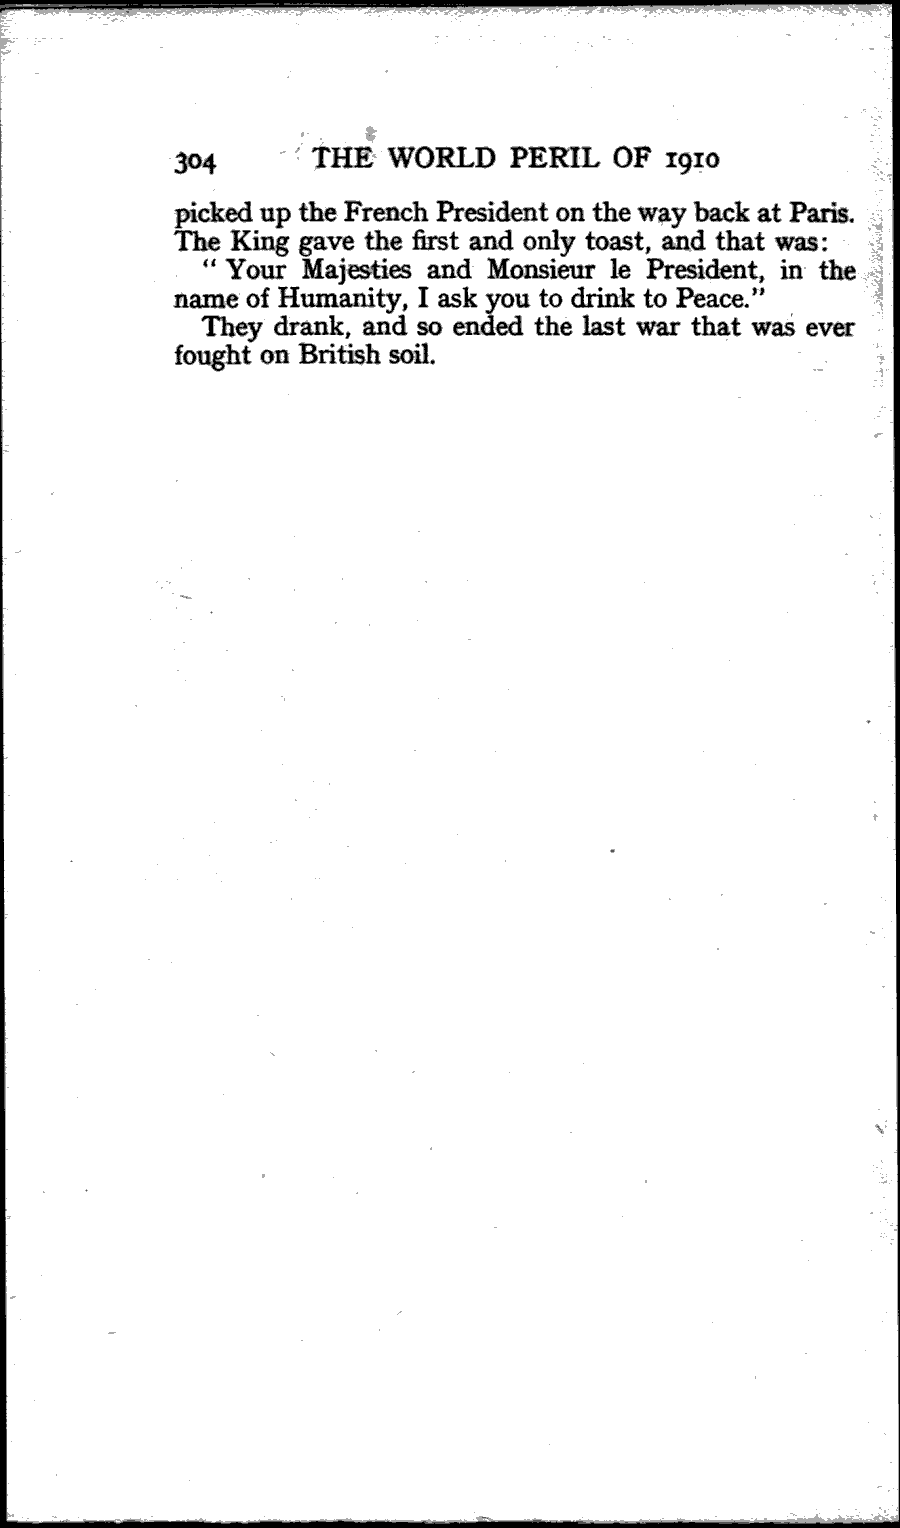 304 THE WORLD PERIL OF 1910
picked up the French President on the way back at Paris.
The King gave the first and only toast, and that was:
“ Your Majesties and Monsieur le President, in the
name of Humanity, I ask you to drink to Peace.”
They drank, and so ended the last war that was ever
fought on British soil.